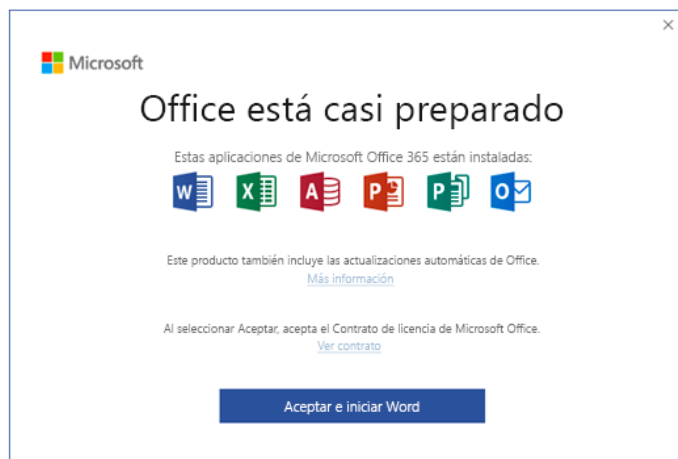 Microsoft
Office está casi preparado
Estas aplicaciones de Microsoft Office 365 están instaladas:
W X A P P O
Este producto también incluye las actualizaciones automáticas de Office.
Más información
Al seleccionar Aceptar, acepta el Contrato de licencia de Microsoft Office.
Ver contrato
Aceptar e iniciar Word